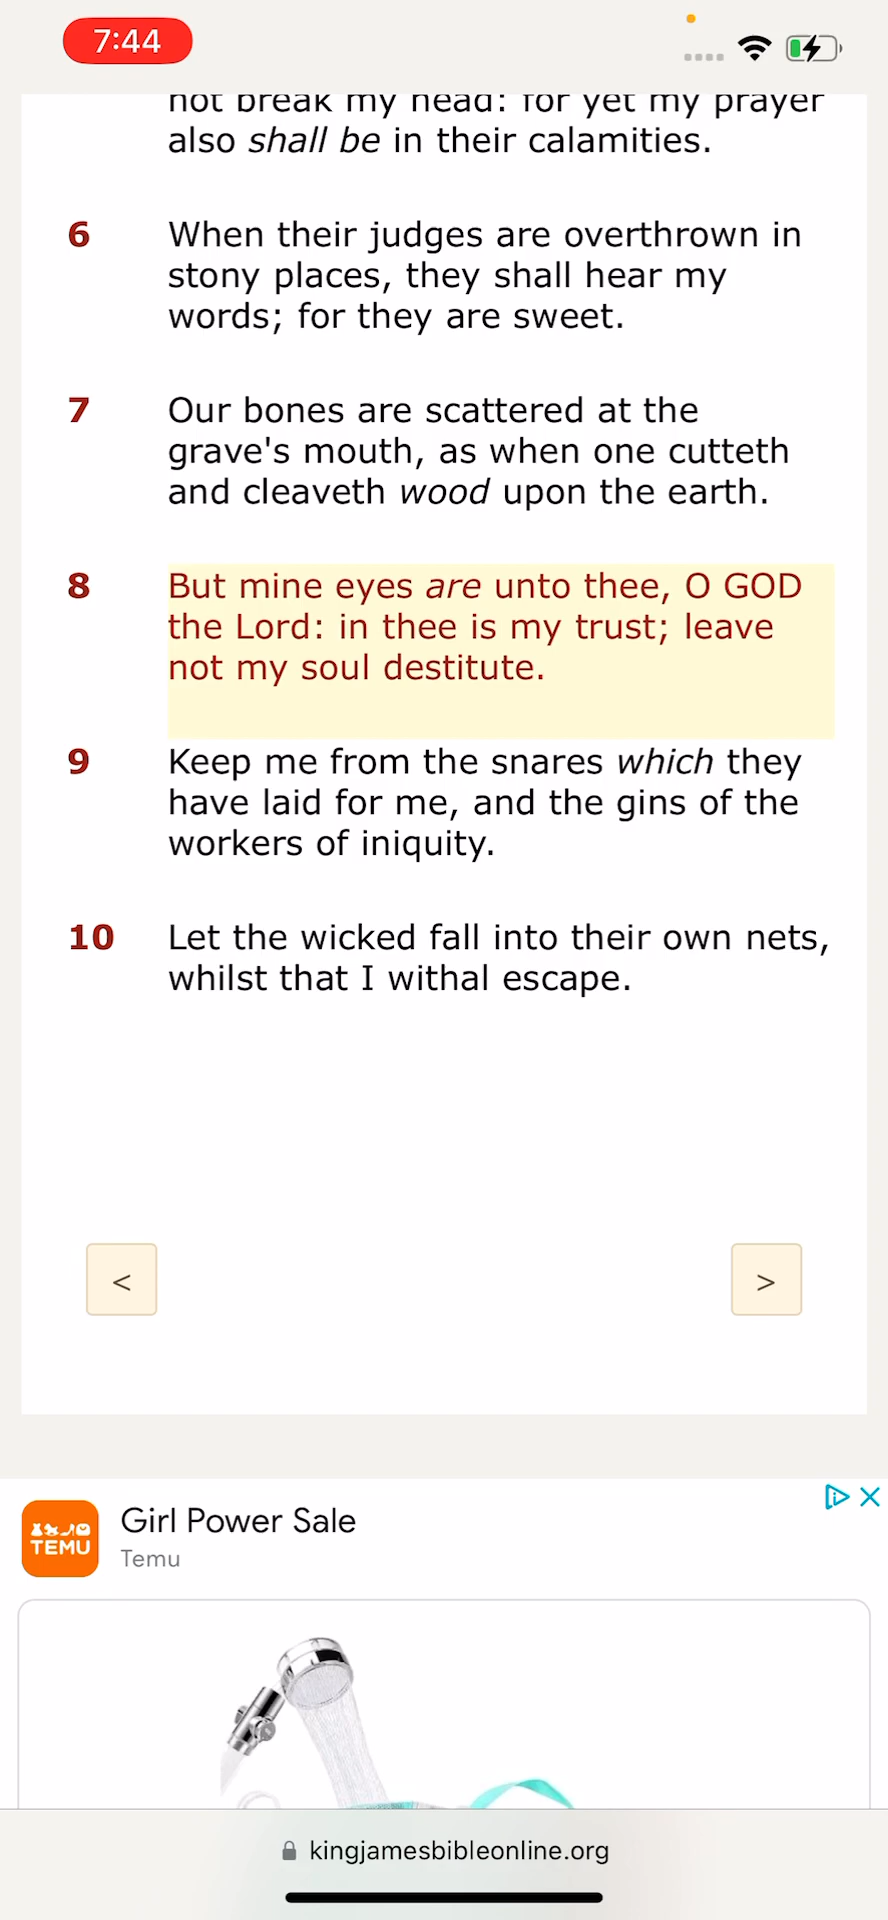 7:44
not break my head: for yet my prayer
also shall be in their calamities.
6 When their judges are overthrown in
stony places, they shall hear my
words; for they are sweet.
7 Our bones are scattered at the
grave's mouth, as when one cutteth
and cleaveth wood upon the earth.
8 But mine eyes are unto thee, O GOD
the Lord: in thee is my trust; leave
not my soul destitute.
9 Keep me from the snares which they
have laid for me, and the gins of the
workers of iniquity.
10 Let the wicked fall into their own nets,
whilst that I withal escape.
< >
Girl Power Sale
TEMU
Temu
kingjamesbibleonline.org